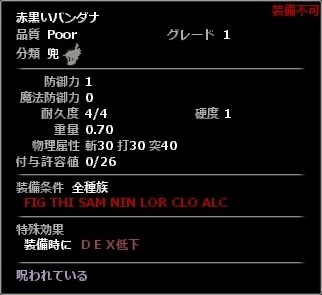 装備不可
赤黒いバンダナ
品質 Poor グレード 1
分類 兜
防御力 1
魔法防御力 0
耐久度 4/4 硬度 1
重量 0.70
物理属性 斬30 打30 突40
付与許容値 0/26
装備条件 全種族
FIG THI SAM NIN LOR CLO ALC
特殊効果
装備時に ＤＥＸ低下
呪われている